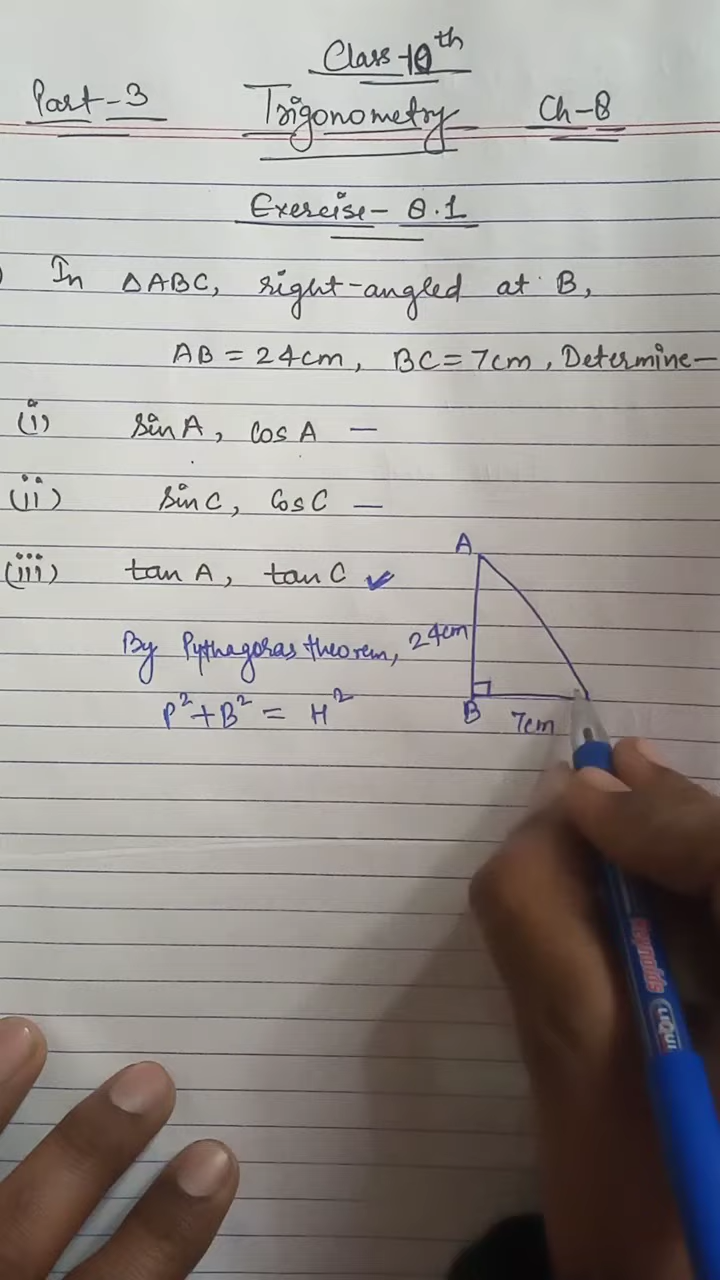 Class 10th
Part-3 Trigonometry Ch-8
Exercise- 8.1
) In △ABC, right-angled at B,
AB = 24cm, BC = 7cm, Determine-
(i) sin A, cos A —
(ii) sin C, cos C —
(iii) tan A, tan C ✔
A
By Pythagoras theorem, 24cm
P²+B² = H²
B 7cm
Reynolds